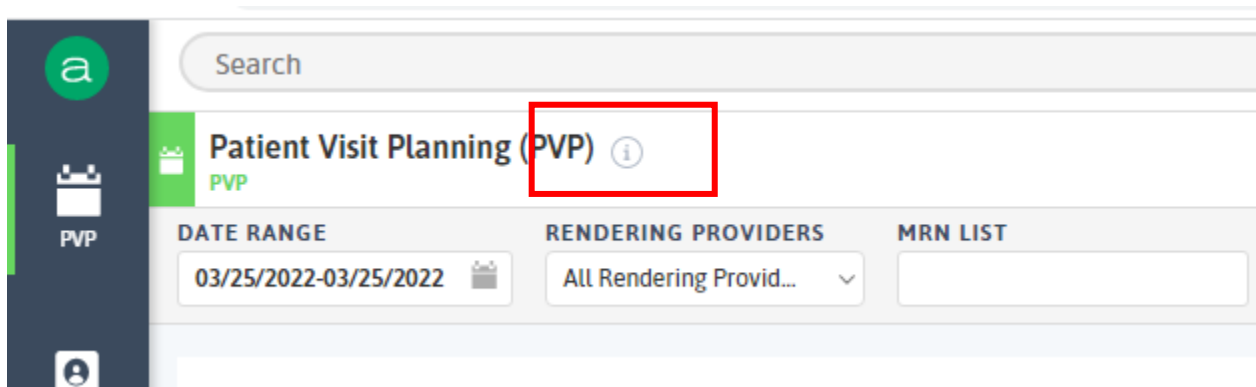 a
Search
Patient Visit Planning (PVP) i
PVP
PVP
DATE RANGE
RENDERING PROVIDERS
MRN LIST
03/25/2022-03/25/2022
All Rendering Provid...